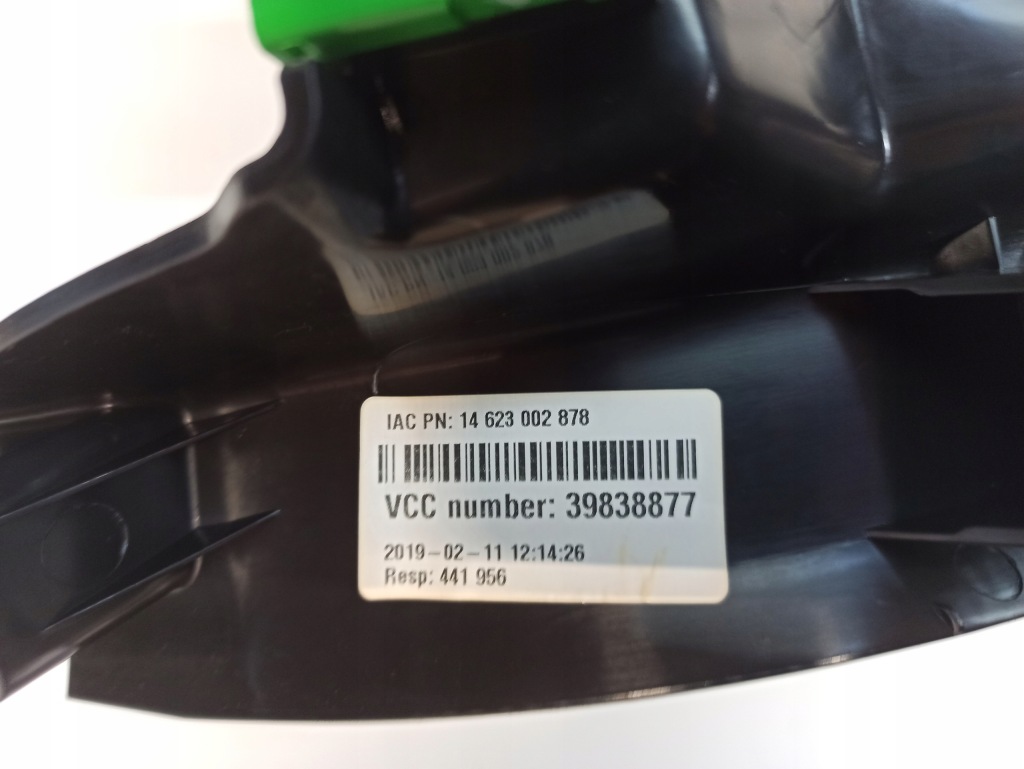 IAC PN: 14 623 002 878
VCC number: 39838877
2019-02-11 12:14:26
Resp: 441 956